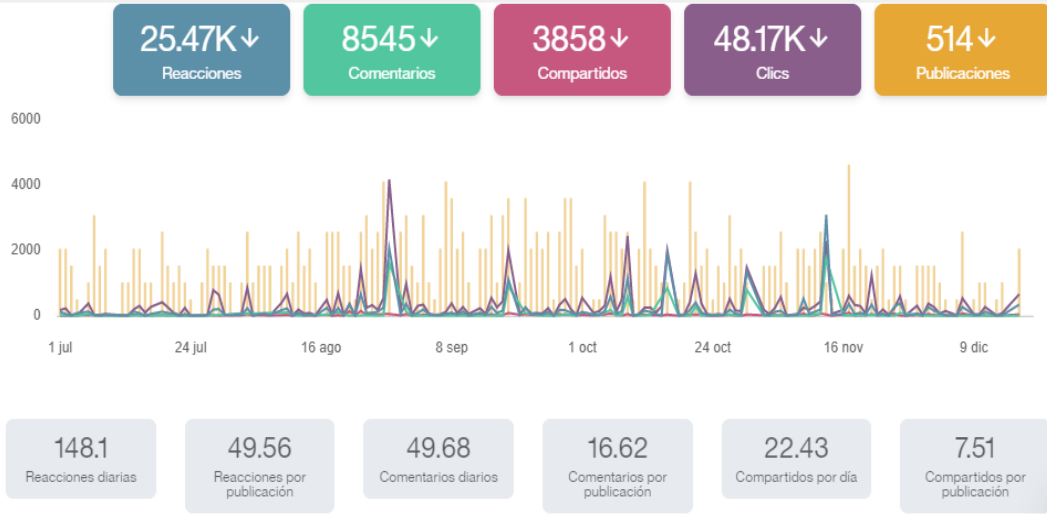 25.47K↓ 8545↓ 3858↓ 48.17K↓ 514↓
Reacciones Comentarios Compartidos Clics Publicaciones
6000
4000
2000
0
1 jul 24 jul 16 ago 8 sep 1 oct 24 oct 16 nov 9 dic
148.1 49.56 49.68 16.62 22.43 7.51
Reacciones diarias Reacciones por Comentarios diarios Comentarios por Compartidos por día Compartidos por
publicación publicación publicación